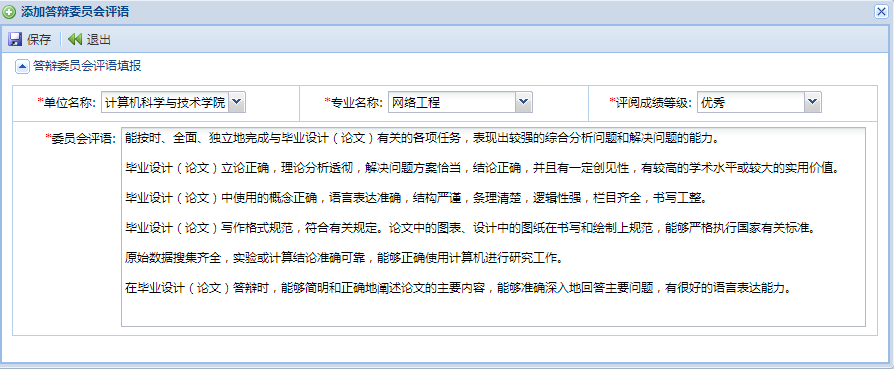 添加答辩委员会评语
保存 退出
答辩委员会评语填报
*单位名称: 计算机科学与技术学院 *专业名称: 网络工程 *评阅成绩等级: 优秀
*委员会评语: 能按时、全面、独立地完成与毕业设计（论文）有关的各项任务，表现出较强的综合分析问题和解决问题的能力。
毕业设计（论文）立论正确，理论分析透彻，解决问题方案恰当，结论正确，并且有一定创见性，有较高的学术水平或较大的实用价值。
毕业设计（论文）中使用的概念正确，语言表达准确，结构严谨，条理清楚，逻辑性强，栏目齐全，书写工整。
毕业设计（论文）写作格式规范，符合有关规定。论文中的图表、设计中的图纸在书写和绘制上规范，能够严格执行国家有关标准。
原始数据搜集齐全，实验或计算结论准确可靠，能够正确使用计算机进行研究工作。
在毕业设计（论文）答辩时，能够简明和正确地阐述论文的主要内容，能够准确深入地回答主要问题，有很好的语言表达能力。